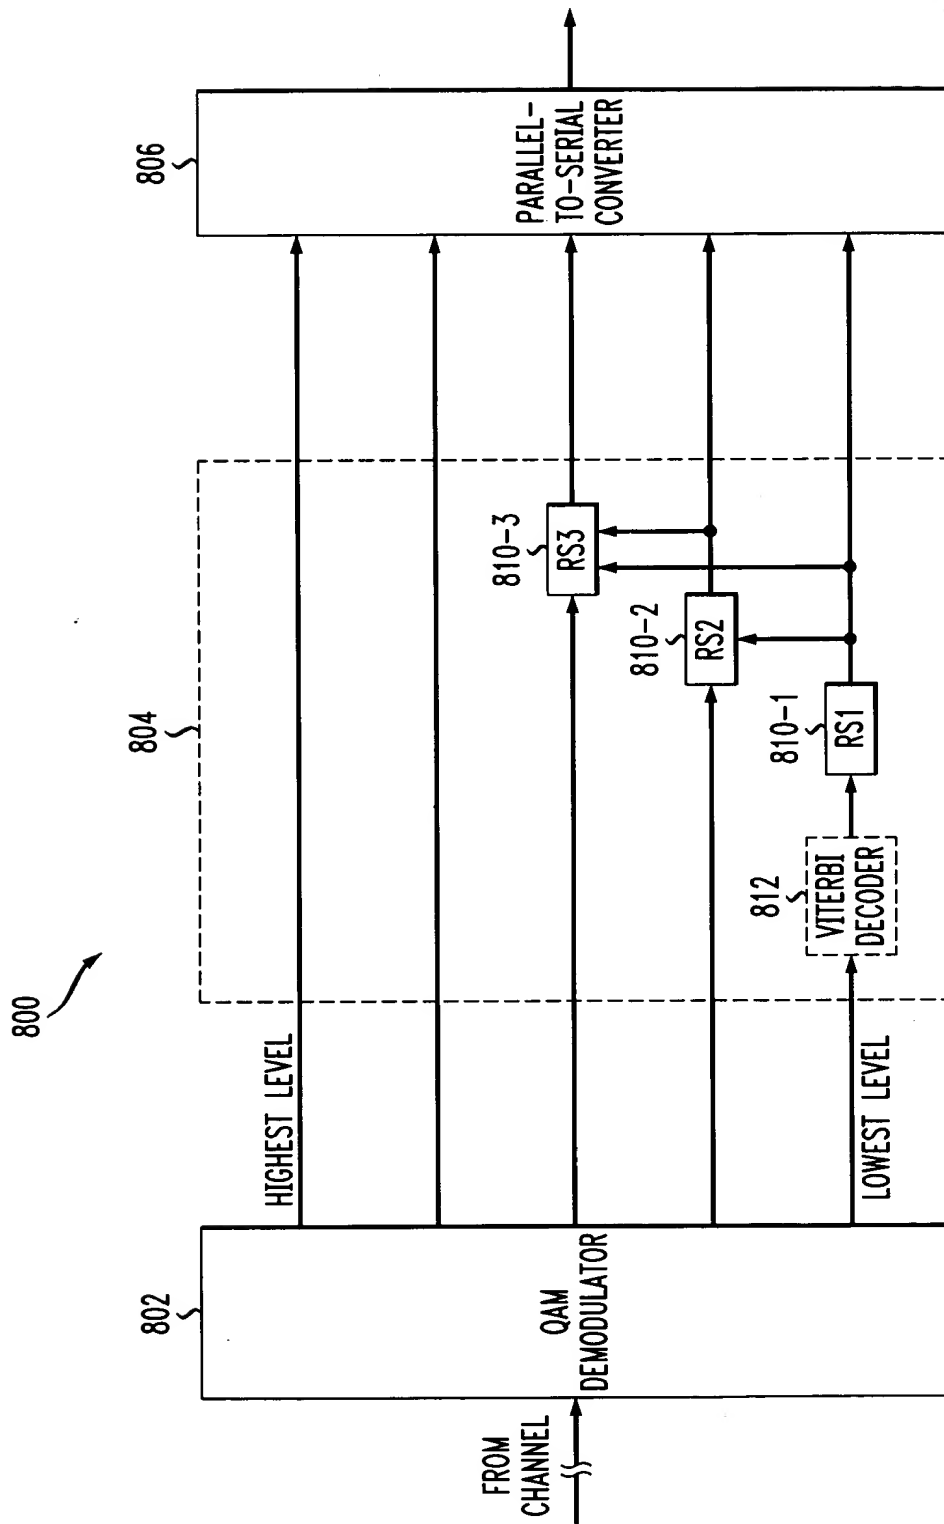 800
FROM
CHANNEL
802
QAM
DEMODULATOR
HIGHEST LEVEL
LOWEST LEVEL
804
812
VITERBI
DECODER
810-1
RS1
810-2
RS2
810-3
RS3
806
PARALLEL-
TO-SERIAL
CONVERTER